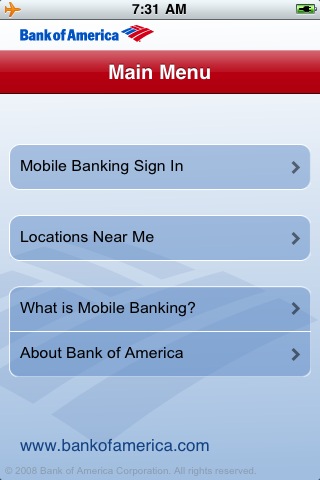 7:31 AM
Bank of America
Main Menu
Mobile Banking Sign In
Locations Near Me
What is Mobile Banking?
About Bank of America
www.bankofamerica.com
© 2008 Bank of America Corporation. All rights reserved.